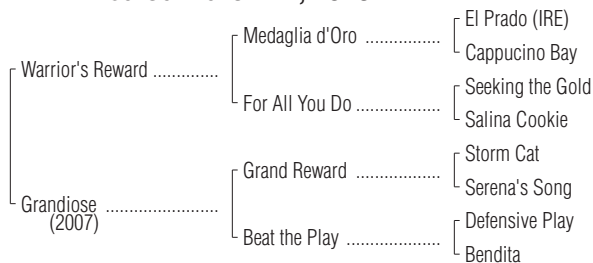 El Prado (IRE)
Medaglia d'Oro ..................
Cappucino Bay
Warrior's Reward ...............
Seeking the Gold
For All You Do ....................
Salina Cookie
Storm Cat
Grand Reward ....................
Serena's Song
Grandiose ..........................
(2007)
Defensive Play
Beat the Play ......................
Bendita